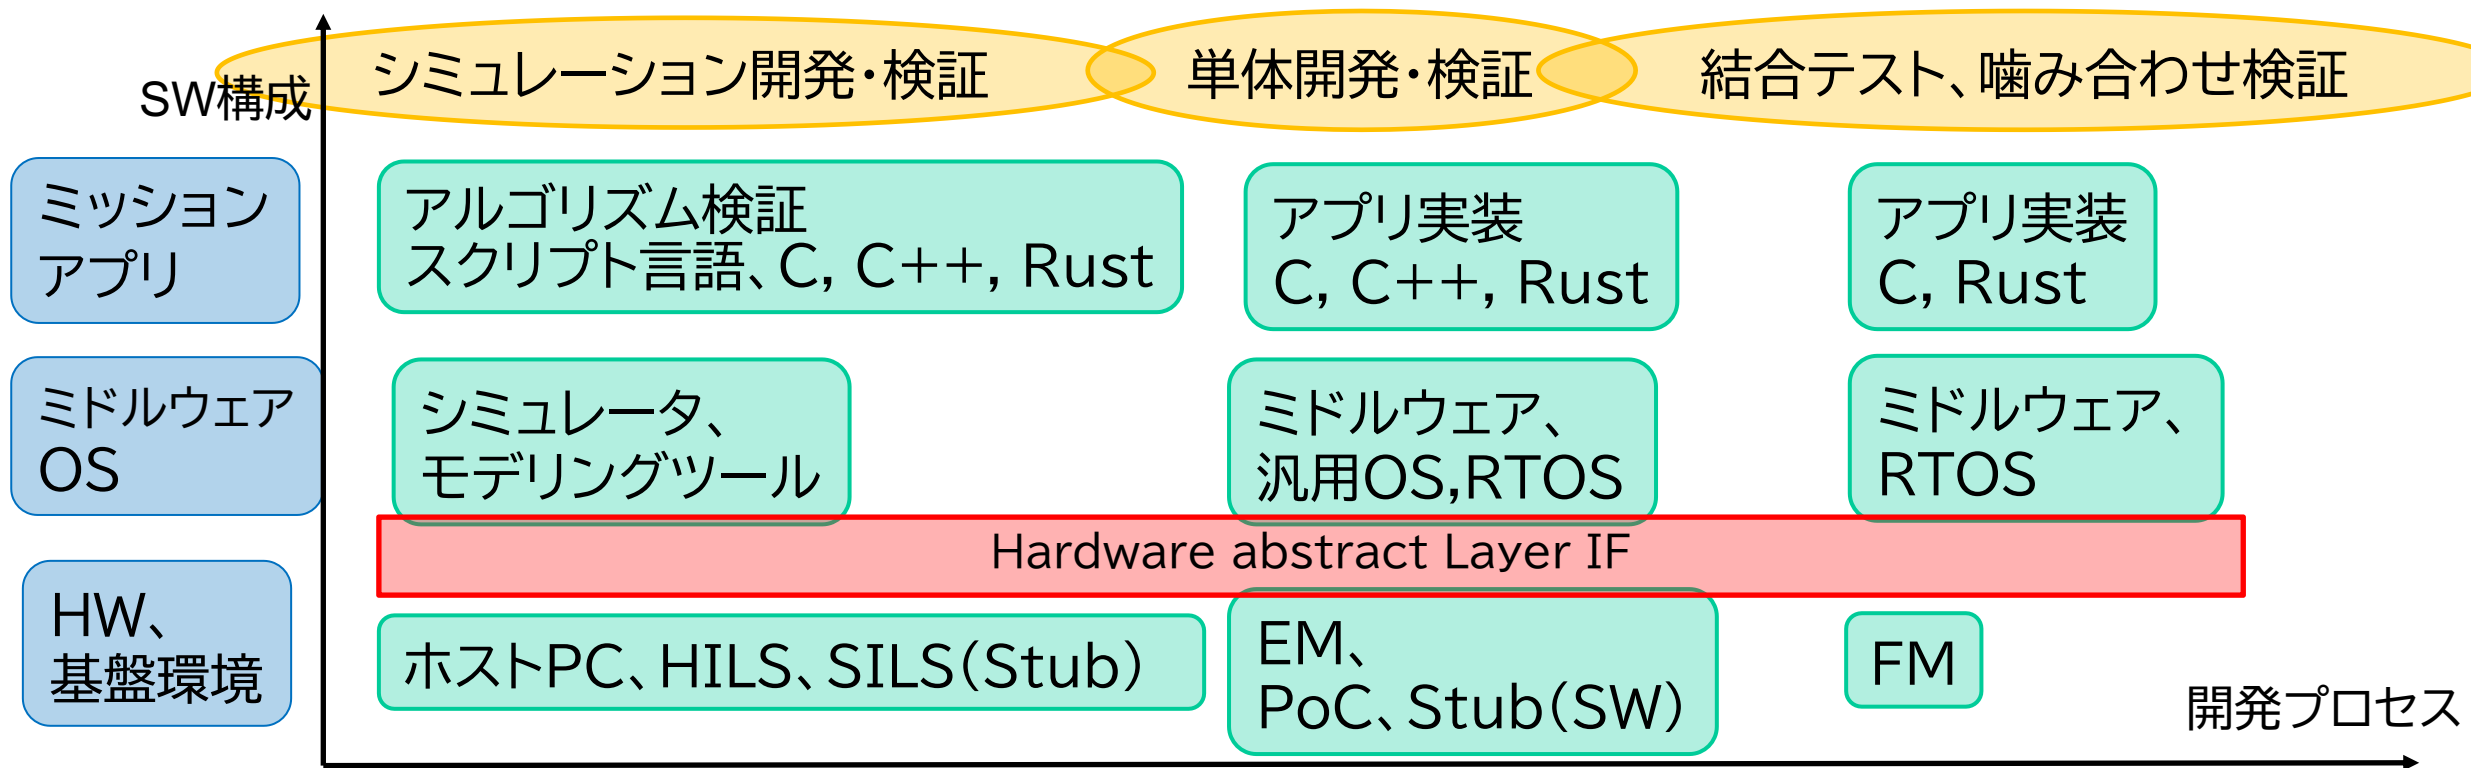 シミュレーション開発・検証
単体開発・検証
結合テスト、噛み合わせ検証
SW構成
ミッション
アプリ
アルゴリズム検証
スクリプト言語、C, C++, Rust
アプリ実装
C, C++, Rust
アプリ実装
C, Rust
ミドルウェア
OS
シミュレータ、
モデリングツール
ミドルウェア、
汎用OS,RTOS
ミドルウェア、
RTOS
Hardware abstract Layer IF
HW、
基盤環境
ホストPC、HILS、SILS(Stub)
EM、
PoC、Stub(SW)
FM
開発プロセス